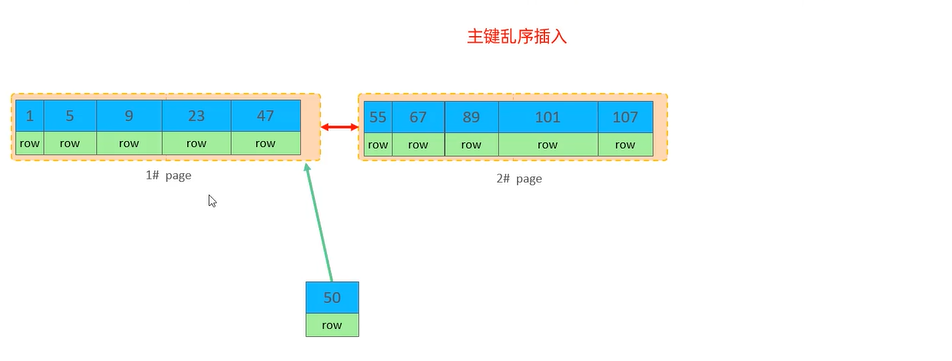 主键乱序插入
1 5 9 23 47
row row row row row
1# page
55 67 89 101 107
row row row row row
2# page
50
row